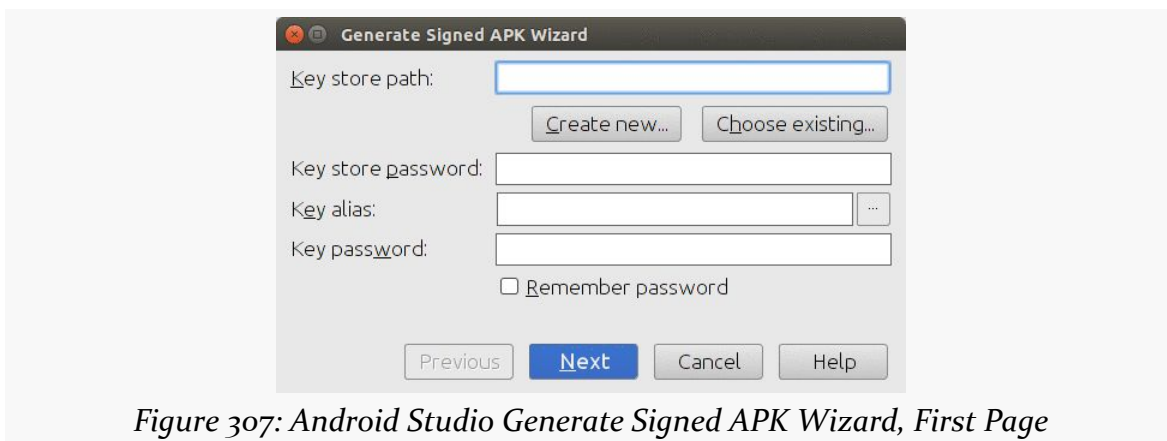 Generate Signed APK Wizard
Key store path:
Create new... Choose existing...
Key store password:
Key alias: ...
Key password:
Remember password
Previous Next Cancel Help
Figure 307: Android Studio Generate Signed APK Wizard, First Page